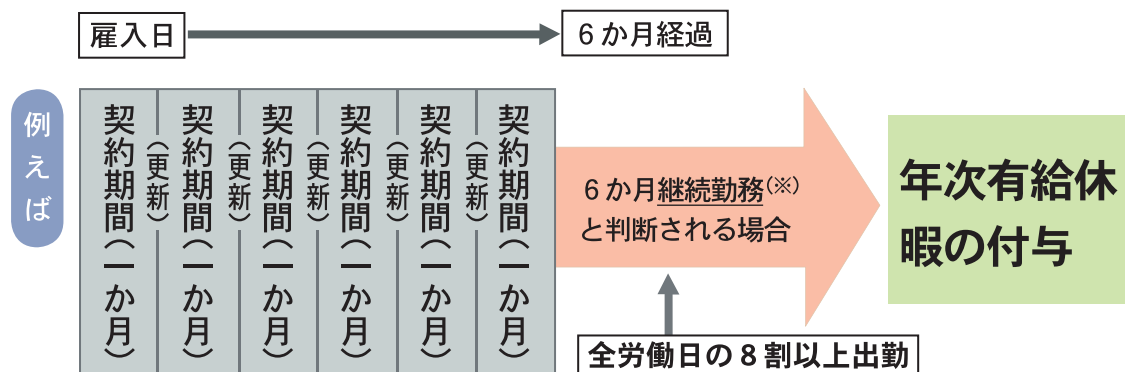 雇入日
6か月経過
例えば
契約期間（一か月）
（更新）
契約期間（一か月）
（更新）
契約期間（一か月）
（更新）
契約期間（一か月）
（更新）
契約期間（一か月）
（更新）
契約期間（一か月）
6か月継続勤務(※)
と判断される場合
全労働日の8割以上出勤
年次有給休
暇の付与